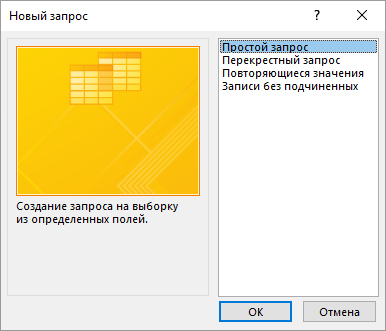 Новый запрос
?
Простой запрос
Перекрестный запрос
Повторяющиеся значения
Записи без подчиненных
Создание запроса на выборку
из определенных полей.
OK
Отмена